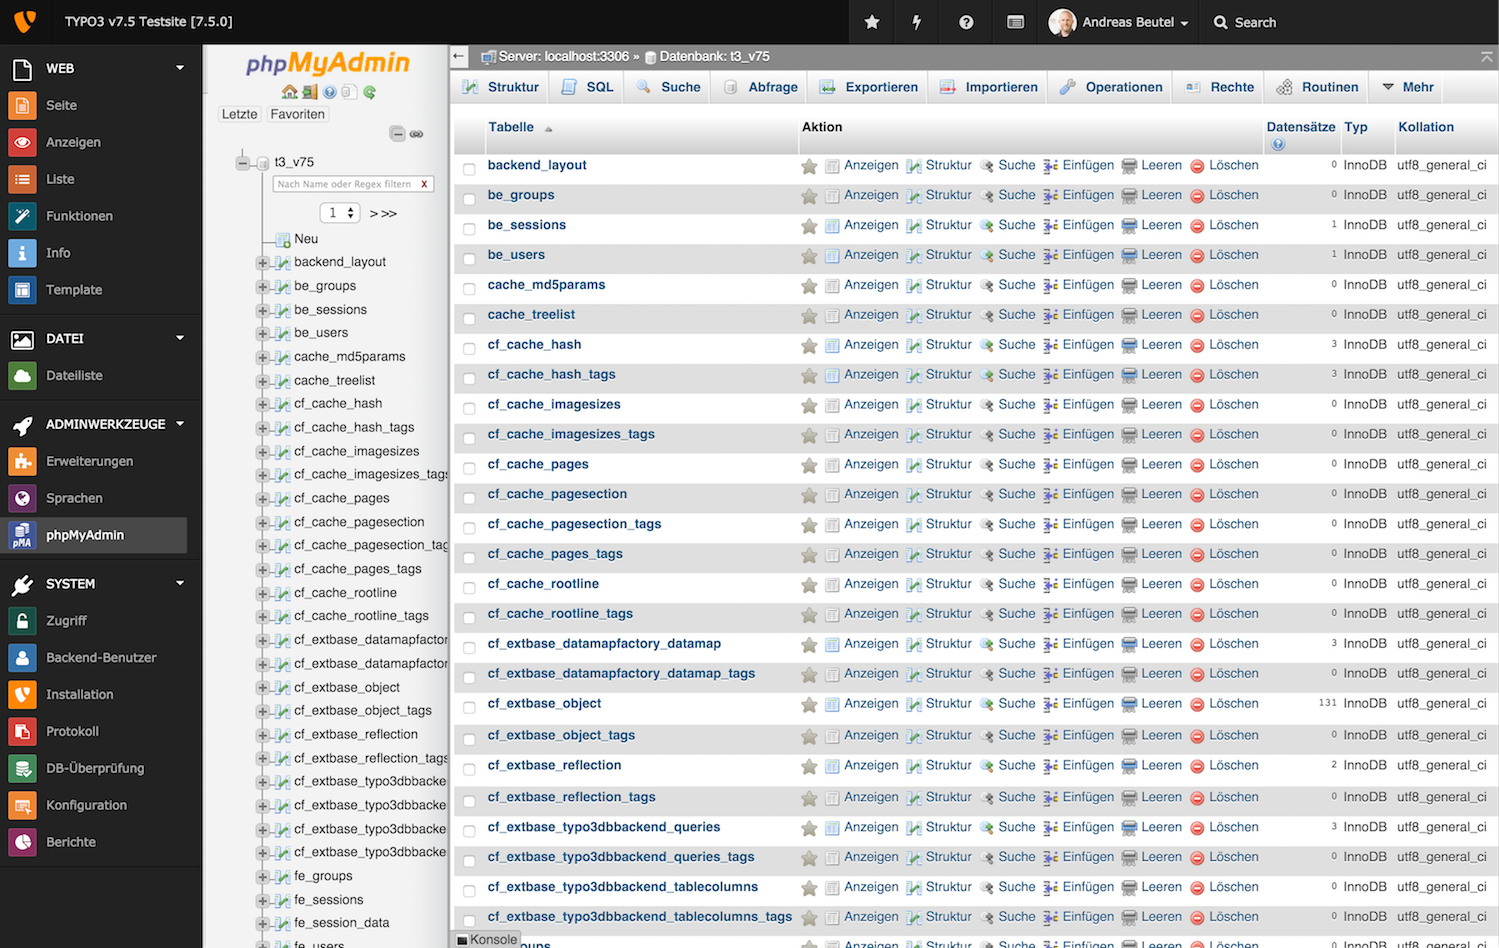 TYPO3 v7.5 Testsite [7.5.0]
Andreas Beutel
Search
WEB
Seite
Anzeigen
Liste
Funktionen
Info
Template
DATEI
Dateiliste
ADMINWERKZEUGE
Erweiterungen
Sprachen
pMA phpMyAdmin
SYSTEM
Zugriff
Backend-Benutzer
Installation
Protokoll
DB-Überprüfung
Konfiguration
Berichte
phpMyAdmin
Letzte Favoriten
t3_v75
Nach Name oder Regex filtern X
1 > >>
Neu
backend_layout
be_groups
be_sessions
be_users
cache_md5params
cache_treelist
cf_cache_hash
cf_cache_hash_tags
cf_cache_imagesizes
cf_cache_imagesizes_tags
cf_cache_pages
cf_cache_pagesection
cf_cache_pagesection_tag
cf_cache_pages_tags
cf_cache_rootline
cf_cache_rootline_tags
cf_extbase_datamapfactor
cf_extbase_datamapfactor
cf_extbase_object
cf_extbase_object_tags
cf_extbase_reflection
cf_extbase_reflection_tags
cf_extbase_typo3dbbacke
cf_extbase_typo3dbbacke
cf_extbase_typo3dbbacke
cf_extbase_typo3dbbacke
fe_groups
fe_sessions
fe_session_data
fe_users
Server: localhost:3306 » Datenbank: t3_v75
Struktur SQL Suche Abfrage Exportieren Importieren Operationen Rechte Routinen Mehr
Tabelle Aktion Datensätze Typ Kollation
backend_layout Anzeigen Struktur Suche Einfügen Leeren Löschen 0 InnoDB utf8_general_ci
be_groups Anzeigen Struktur Suche Einfügen Leeren Löschen 0 InnoDB utf8_general_ci
be_sessions Anzeigen Struktur Suche Einfügen Leeren Löschen 1 InnoDB utf8_general_ci
be_users Anzeigen Struktur Suche Einfügen Leeren Löschen 1 InnoDB utf8_general_ci
cache_md5params Anzeigen Struktur Suche Einfügen Leeren Löschen 0 InnoDB utf8_general_ci
cache_treelist Anzeigen Struktur Suche Einfügen Leeren Löschen 0 InnoDB utf8_general_ci
cf_cache_hash Anzeigen Struktur Suche Einfügen Leeren Löschen 3 InnoDB utf8_general_ci
cf_cache_hash_tags Anzeigen Struktur Suche Einfügen Leeren Löschen 3 InnoDB utf8_general_ci
cf_cache_imagesizes Anzeigen Struktur Suche Einfügen Leeren Löschen 0 InnoDB utf8_general_ci
cf_cache_imagesizes_tags Anzeigen Struktur Suche Einfügen Leeren Löschen 0 InnoDB utf8_general_ci
cf_cache_pages Anzeigen Struktur Suche Einfügen Leeren Löschen 0 InnoDB utf8_general_ci
cf_cache_pagesection Anzeigen Struktur Suche Einfügen Leeren Löschen 0 InnoDB utf8_general_ci
cf_cache_pagesection_tags Anzeigen Struktur Suche Einfügen Leeren Löschen 0 InnoDB utf8_general_ci
cf_cache_pages_tags Anzeigen Struktur Suche Einfügen Leeren Löschen 0 InnoDB utf8_general_ci
cf_cache_rootline Anzeigen Struktur Suche Einfügen Leeren Löschen 0 InnoDB utf8_general_ci
cf_cache_rootline_tags Anzeigen Struktur Suche Einfügen Leeren Löschen 0 InnoDB utf8_general_ci
cf_extbase_datamapfactory_datamap Anzeigen Struktur Suche Einfügen Leeren Löschen 3 InnoDB utf8_general_ci
cf_extbase_datamapfactory_datamap_tags Anzeigen Struktur Suche Einfügen Leeren Löschen 0 InnoDB utf8_general_ci
cf_extbase_object Anzeigen Struktur Suche Einfügen Leeren Löschen 131 InnoDB utf8_general_ci
cf_extbase_object_tags Anzeigen Struktur Suche Einfügen Leeren Löschen 0 InnoDB utf8_general_ci
cf_extbase_reflection Anzeigen Struktur Suche Einfügen Leeren Löschen 2 InnoDB utf8_general_ci
cf_extbase_reflection_tags Anzeigen Struktur Suche Einfügen Leeren Löschen 0 InnoDB utf8_general_ci
cf_extbase_typo3dbbackend_queries Anzeigen Struktur Suche Einfügen Leeren Löschen 3 InnoDB utf8_general_ci
cf_extbase_typo3dbbackend_queries_tags Anzeigen Struktur Suche Einfügen Leeren Löschen 0 InnoDB utf8_general_ci
cf_extbase_typo3dbbackend_tablecolumns Anzeigen Struktur Suche Einfügen Leeren Löschen 0 InnoDB utf8_general_ci
cf_extbase_typo3dbbackend_tablecolumns_tags Anzeigen Struktur Suche Einfügen Leeren Löschen 0 InnoDB utf8_general_ci
oups Anzeigen Struktur Suche Einfügen Leeren Löschen 0 InnoDB utf8_general_ci
Konsole